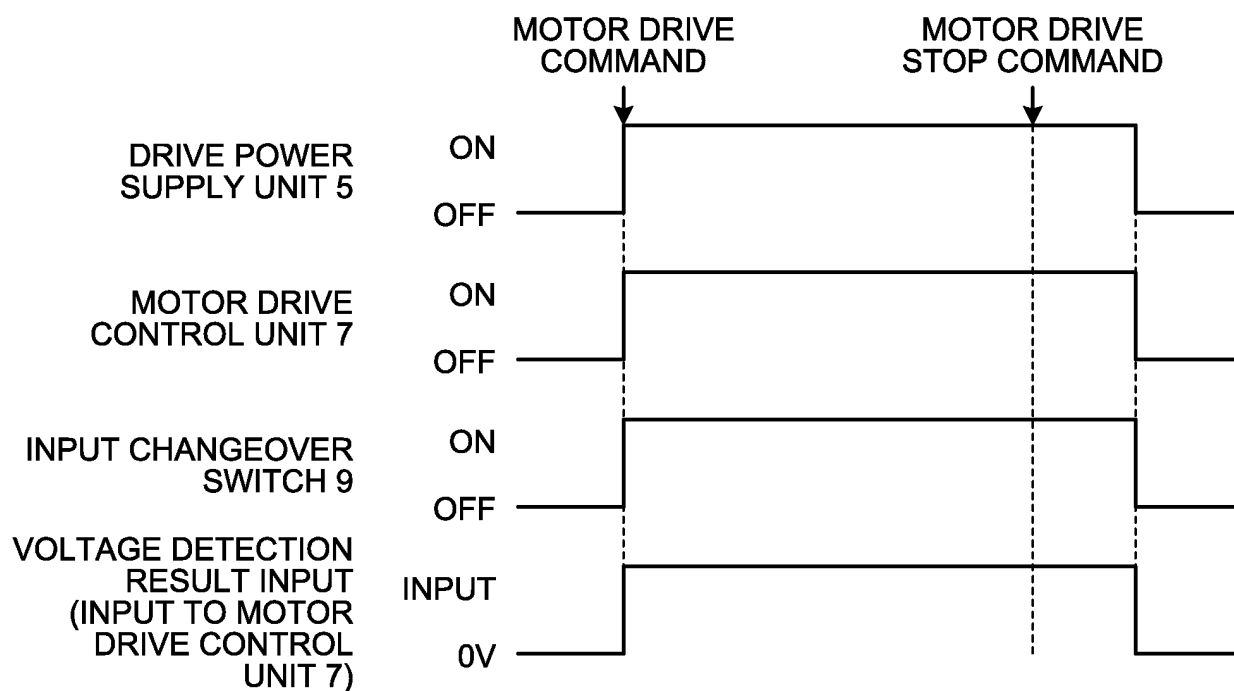 MOTOR DRIVE
COMMAND
MOTOR DRIVE
STOP COMMAND
DRIVE POWER
SUPPLY UNIT 5
ON
OFF
MOTOR DRIVE
CONTROL UNIT 7
ON
OFF
INPUT CHANGEOVER
SWITCH 9
ON
OFF
VOLTAGE DETECTION
RESULT INPUT
(INPUT TO MOTOR
DRIVE CONTROL
UNIT 7)
INPUT
0V